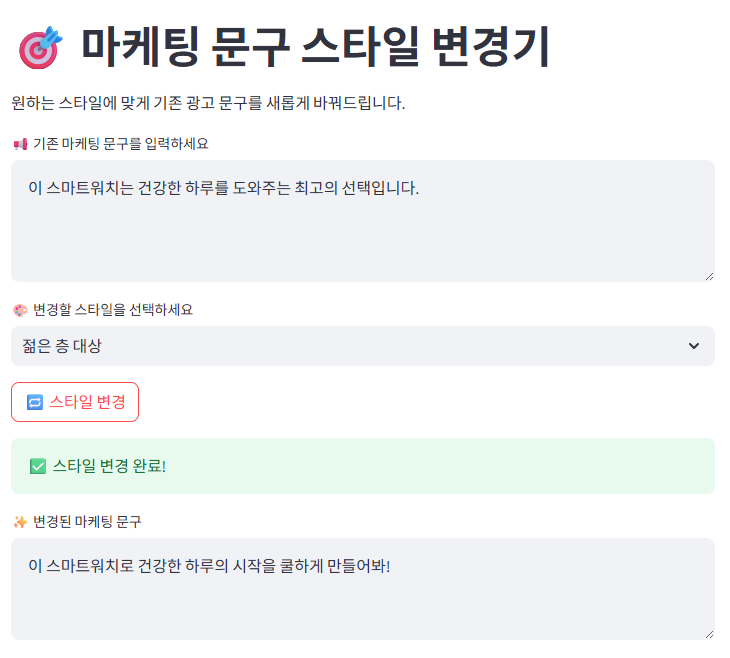 🎯 마케팅 문구 스타일 변경기
원하는 스타일에 맞게 기존 광고 문구를 새롭게 바꿔드립니다.
📢 기존 마케팅 문구를 입력하세요
이 스마트워치는 건강한 하루를 도와주는 최고의 선택입니다.
🎨 변경할 스타일을 선택하세요
젊은 층 대상
🔁 스타일 변경
✅ 스타일 변경 완료!
✨ 변경된 마케팅 문구
이 스마트워치로 건강한 하루의 시작을 쿨하게 만들어봐!